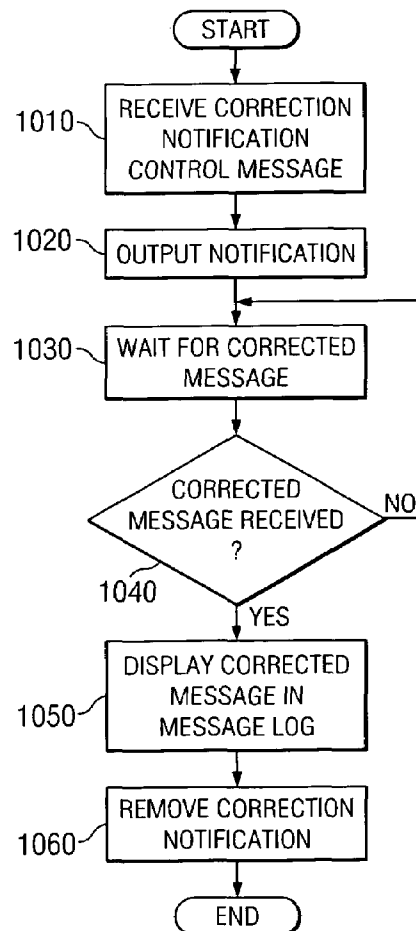 START
1010
RECEIVE CORRECTION
NOTIFICATION
CONTROL MESSAGE
1020
OUTPUT NOTIFICATION
1030
WAIT FOR CORRECTED
MESSAGE
CORRECTED
MESSAGE RECEIVED
?
NO
1040
YES
1050
DISPLAY CORRECTED
MESSAGE IN
MESSAGE LOG
1060
REMOVE CORRECTION
NOTIFICATION
END